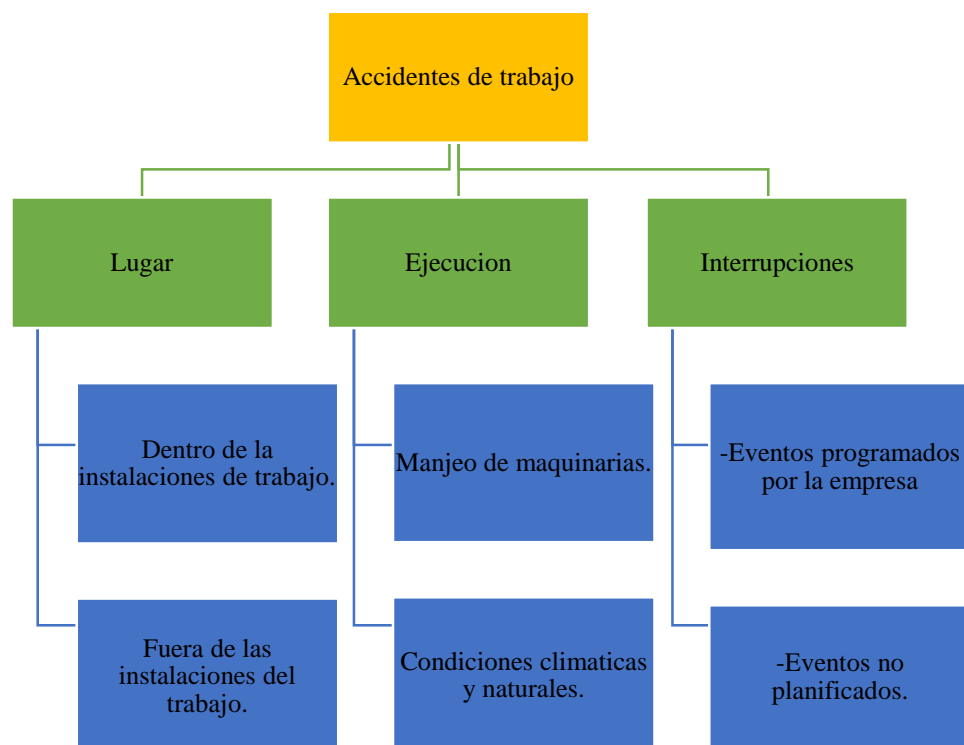 Accidentes de trabajo
Lugar
Ejecucion
Interrupciones
Dentro de la
instalaciones de trabajo.
Manjeo de maquinarias.
-Eventos programados
por la empresa
Fuera de las
instalaciones del
trabajo.
Condiciones climaticas
y naturales.
-Eventos no
planificados.